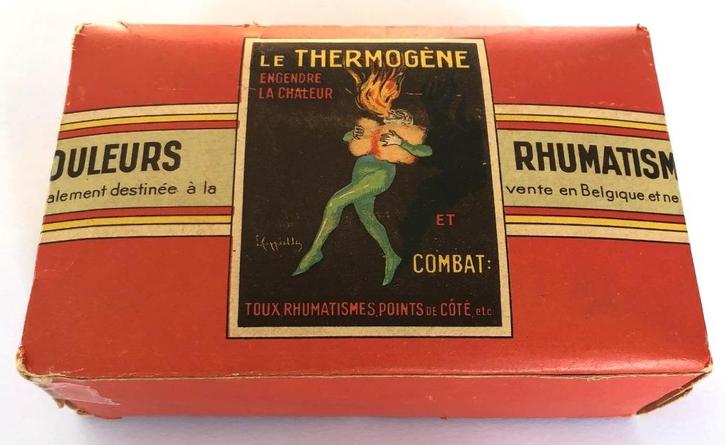 LE THERMOGÈNE
ENGENDRE
LA CHALEUR
OULEURS
alement destinée à la
RHUMATISM
vente en Belgique et ne
ET
COMBAT:
Cappiello
TOUX, RHUMATISMES, POINTS DE CÔTÉ, etc